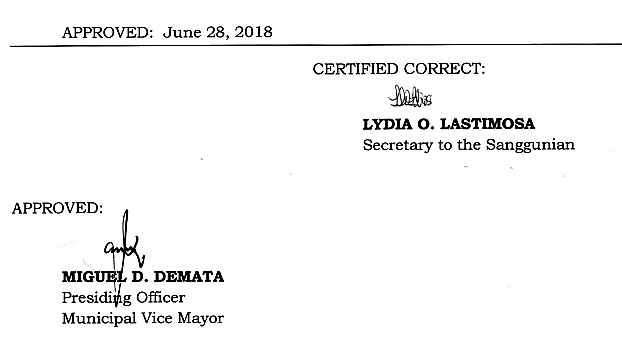 APPROVED: June 28, 2018
CERTIFIED CORRECT:
LYDIA O. LASTIMOSA
Secretary to the Sanggunian
APPROVED:
MIGUEL D. DEMATA
Presiding Officer
Municipal Vice Mayor